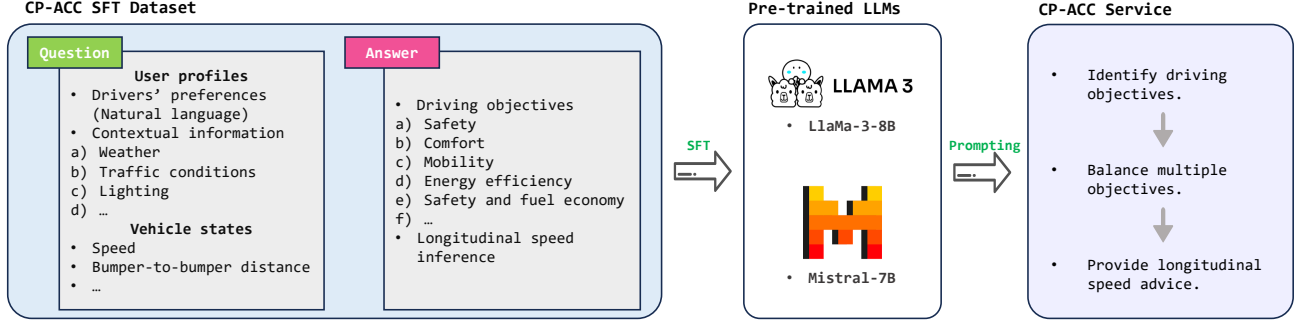 CP-ACC SFT Dataset
Question
User profiles
• Drivers’ preferences
(Natural language)
• Contextual information
a) Weather
b) Traffic conditions
c) Lighting
d) …
Vehicle states
• Speed
• Bumper-to-bumper distance
• …
Answer
• Driving objectives
a) Safety
b) Comfort
c) Mobility
d) Energy efficiency
e) Safety and fuel economy
f) …
• Longitudinal speed
inference
SFT
Pre-trained LLMs
LLAMA 3
• LlaMa-3-8B
• Mistral-7B
Prompting
CP-ACC Service
• Identify driving
objectives.
• Balance multiple
objectives.
• Provide longitudinal
speed advice.